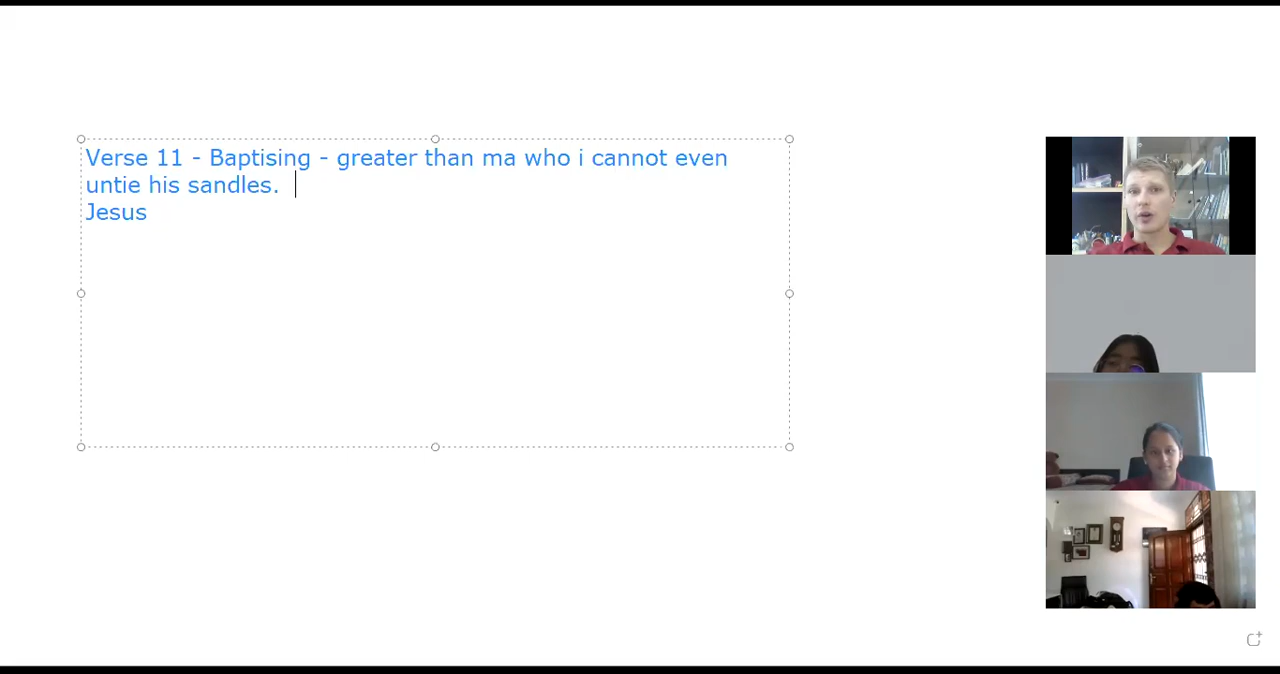 Verse 11 - Baptising - greater than ma who i cannot even
untie his sandles.
Jesus